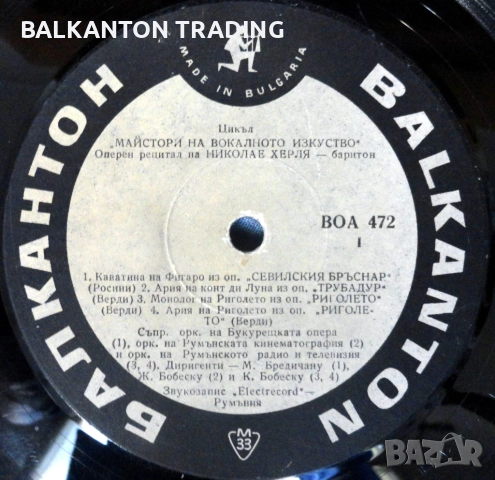 BALKANTON TRADING
MADE IN BULGARIA
БАЛКАНТОН
BALKANTON
Цикъл
„МАЙСТОРИ НА ВОКАЛНОТО ИЗКУСТВО"
Оперен рецитал на НИКОЛАЕ ХЕРЛЯ — баритон
ВОА 472
1
1. Каватина на Фигаро из оп. „СЕВИЛСКИЯ БРЪСНАР"
(Росини) 2. Ария на конт ди Луна из оп. „ТРУБАДУР"
(Верди) 3. Монолог на Риголето из оп. „РИГОЛЕТО"
(Верди) 4. Ария на Риголето из оп. „РИГОЛЕ-
ТО" (Верди)
Съпр. орк. на Букурещката опера
(1), орк. на Румънската кинематография (2)
и орк. на Румънското радио и телевизия
(3, 4). Диригенти — М. Бредичану (1),
Ж. Бобеску (2) и К. Бобеску (3, 4)
Звукозапис „Electrecord" —
Румъния
M
33
BAZAR